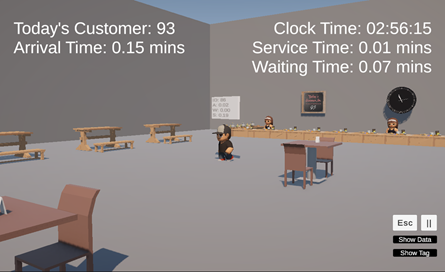 Today's Customer: 93
Arrival Time: 0.15 mins
Clock Time: 02:56:15
Service Time: 0.01 mins
Waiting Time: 0.07 mins
Esc ||
Show Data
Show Tag